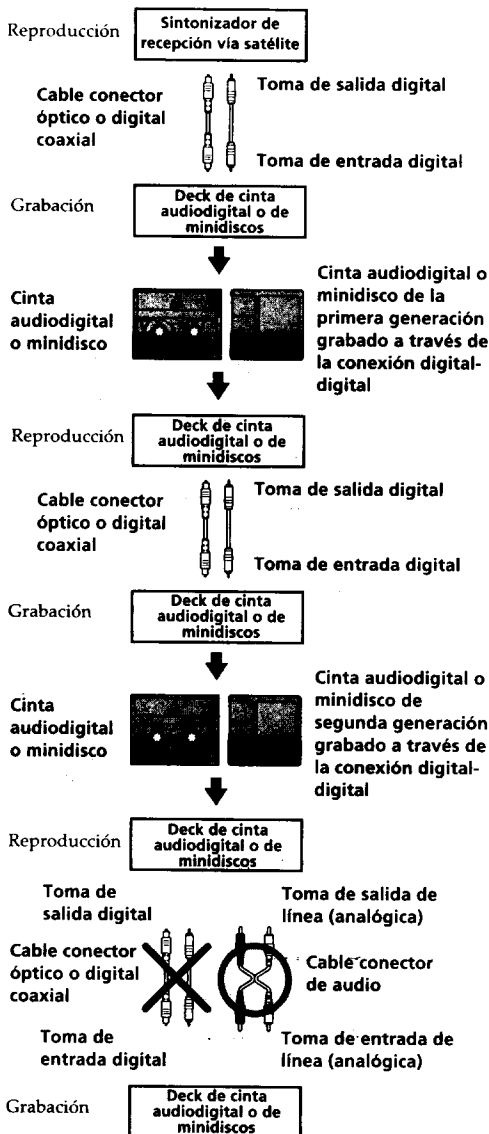 Reproducción
Sintonizador de
recepción vía satélite
Cable conector
óptico o digital
coaxial
Toma de salida digital
Toma de entrada digital
Grabación
Deck de cinta
audiodigital o de
minidiscos
Cinta
audiodigital
o minidisco
Cinta audiodigital o
minidisco de la
primera generación
grabado a través de
la conexión digital-
digital
Reproducción
Deck de cinta
audiodigital o de
minidiscos
Cable conector
óptico o digital
coaxial
Toma de salida digital
Toma de entrada digital
Grabación
Deck de cinta
audiodigital o de
minidiscos
Cinta
audiodigital
o minidisco
Cinta audiodigital o
minidisco de
segunda generación
grabado a través de
la conexión digital-
digital
Reproducción
Deck de cinta
audiodigital o de
minidiscos
Toma de
salida digital
Toma de salida de
línea (analógica)
Cable conector
óptico o digital
coaxial
Cable conector
de audio
Toma de
entrada digital
Toma de entrada de
línea (analógica)
Grabación
Deck de cinta
audiodigital o de
minidiscos